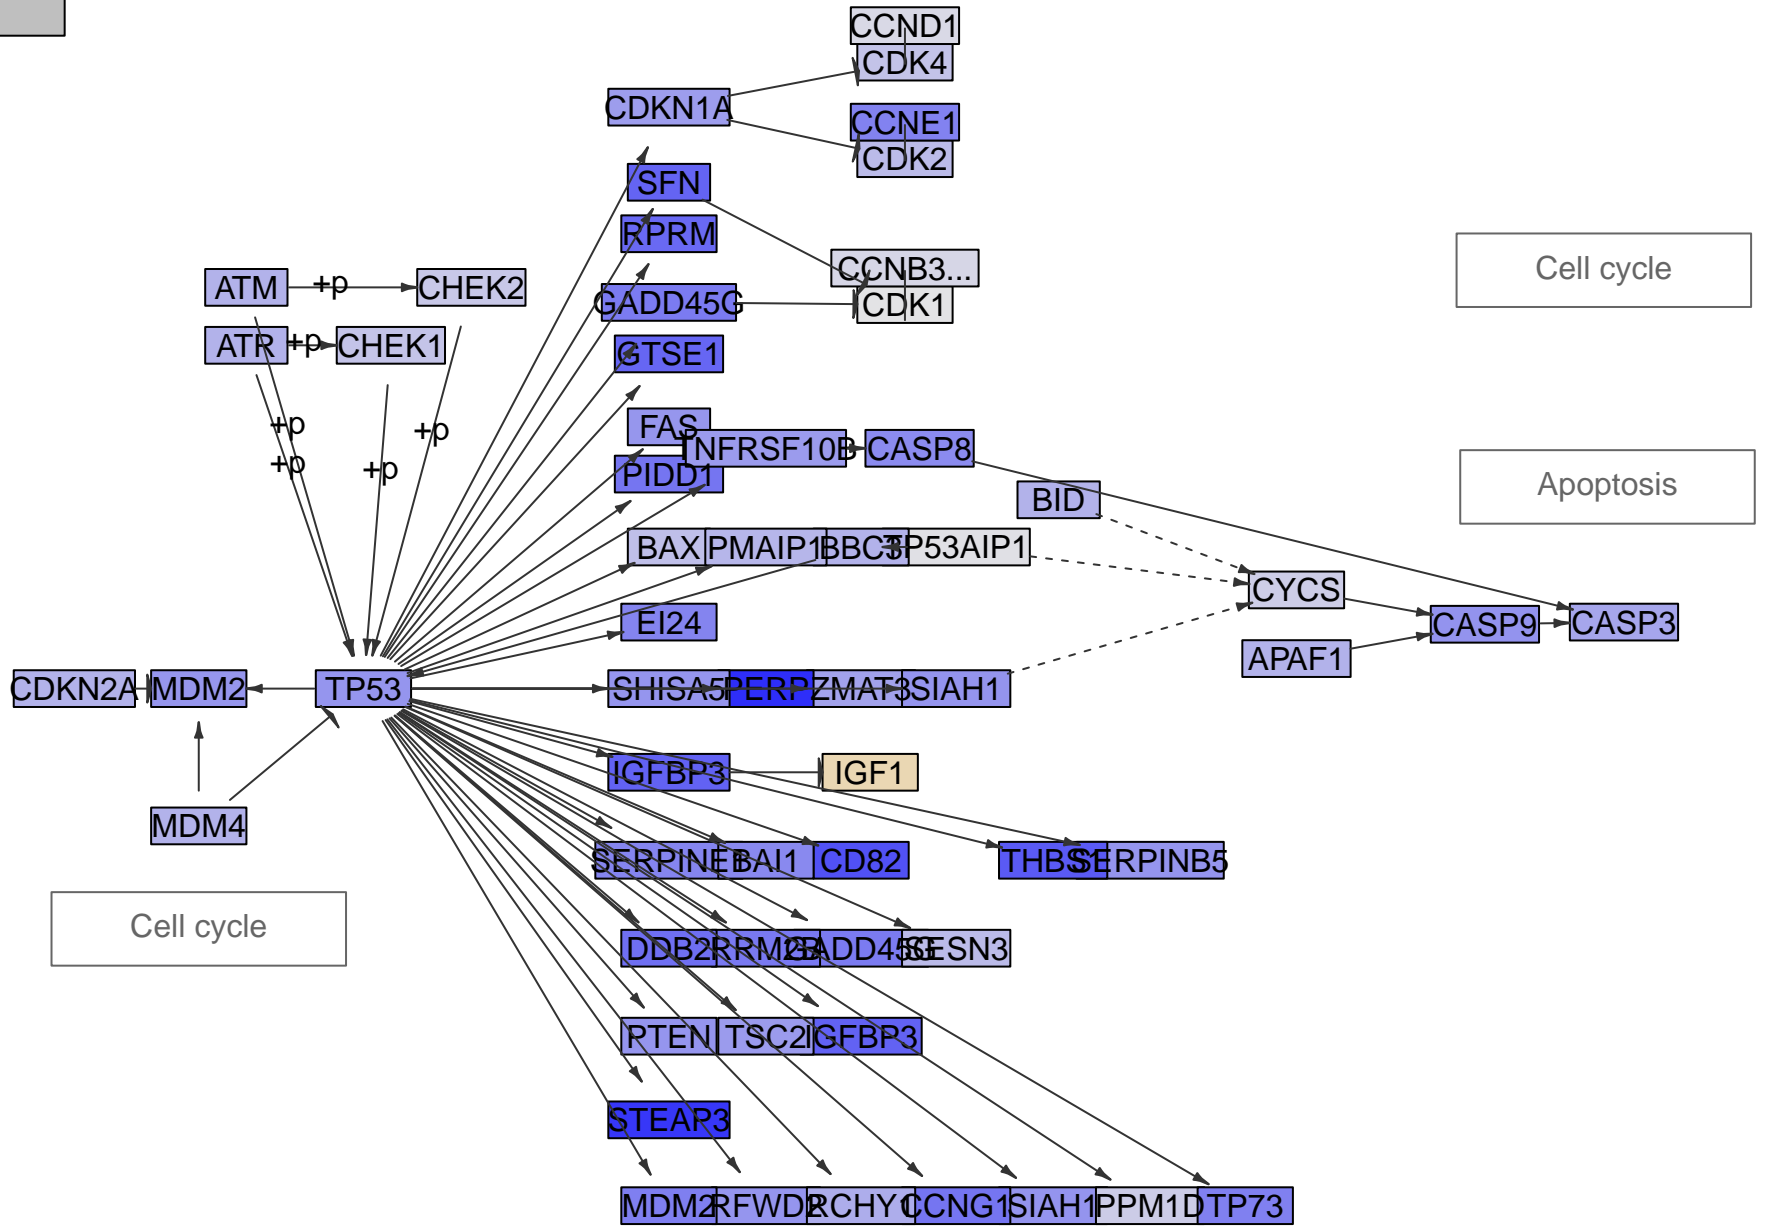 CCND1
CDK4
CDKN1A
CCNE1
CDK2
SFN
RPRM
Cell cycle
CCNB3...
ATM
+p
CHEK2
GADD45G
CDK1
ATR
+p
CHEK1
GTSE1
+p
+p
FAS
TNFRSF10B
CASP8
+p
+p
PIDD1
Apoptosis
BID
BAX
PMAIP1
BBC3
TP53AIP1
CYCS
EI24
CASP9
CASP3
APAF1
CDKN2A
MDM2
TP53
SHISA5
PERP
ZMAT3
SIAH1
IGFBP3
IGF1
MDM4
SERPINE1
BAI1
CD82
THBS1
SERPINB5
Cell cycle
DDB2
RRM2B
GADD45G
SESN3
PTEN
TSC2
IGFBP3
STEAP3
MDM2
RFWD2
RCHY1
CCNG1
SIAH1
PPM1D
TP73